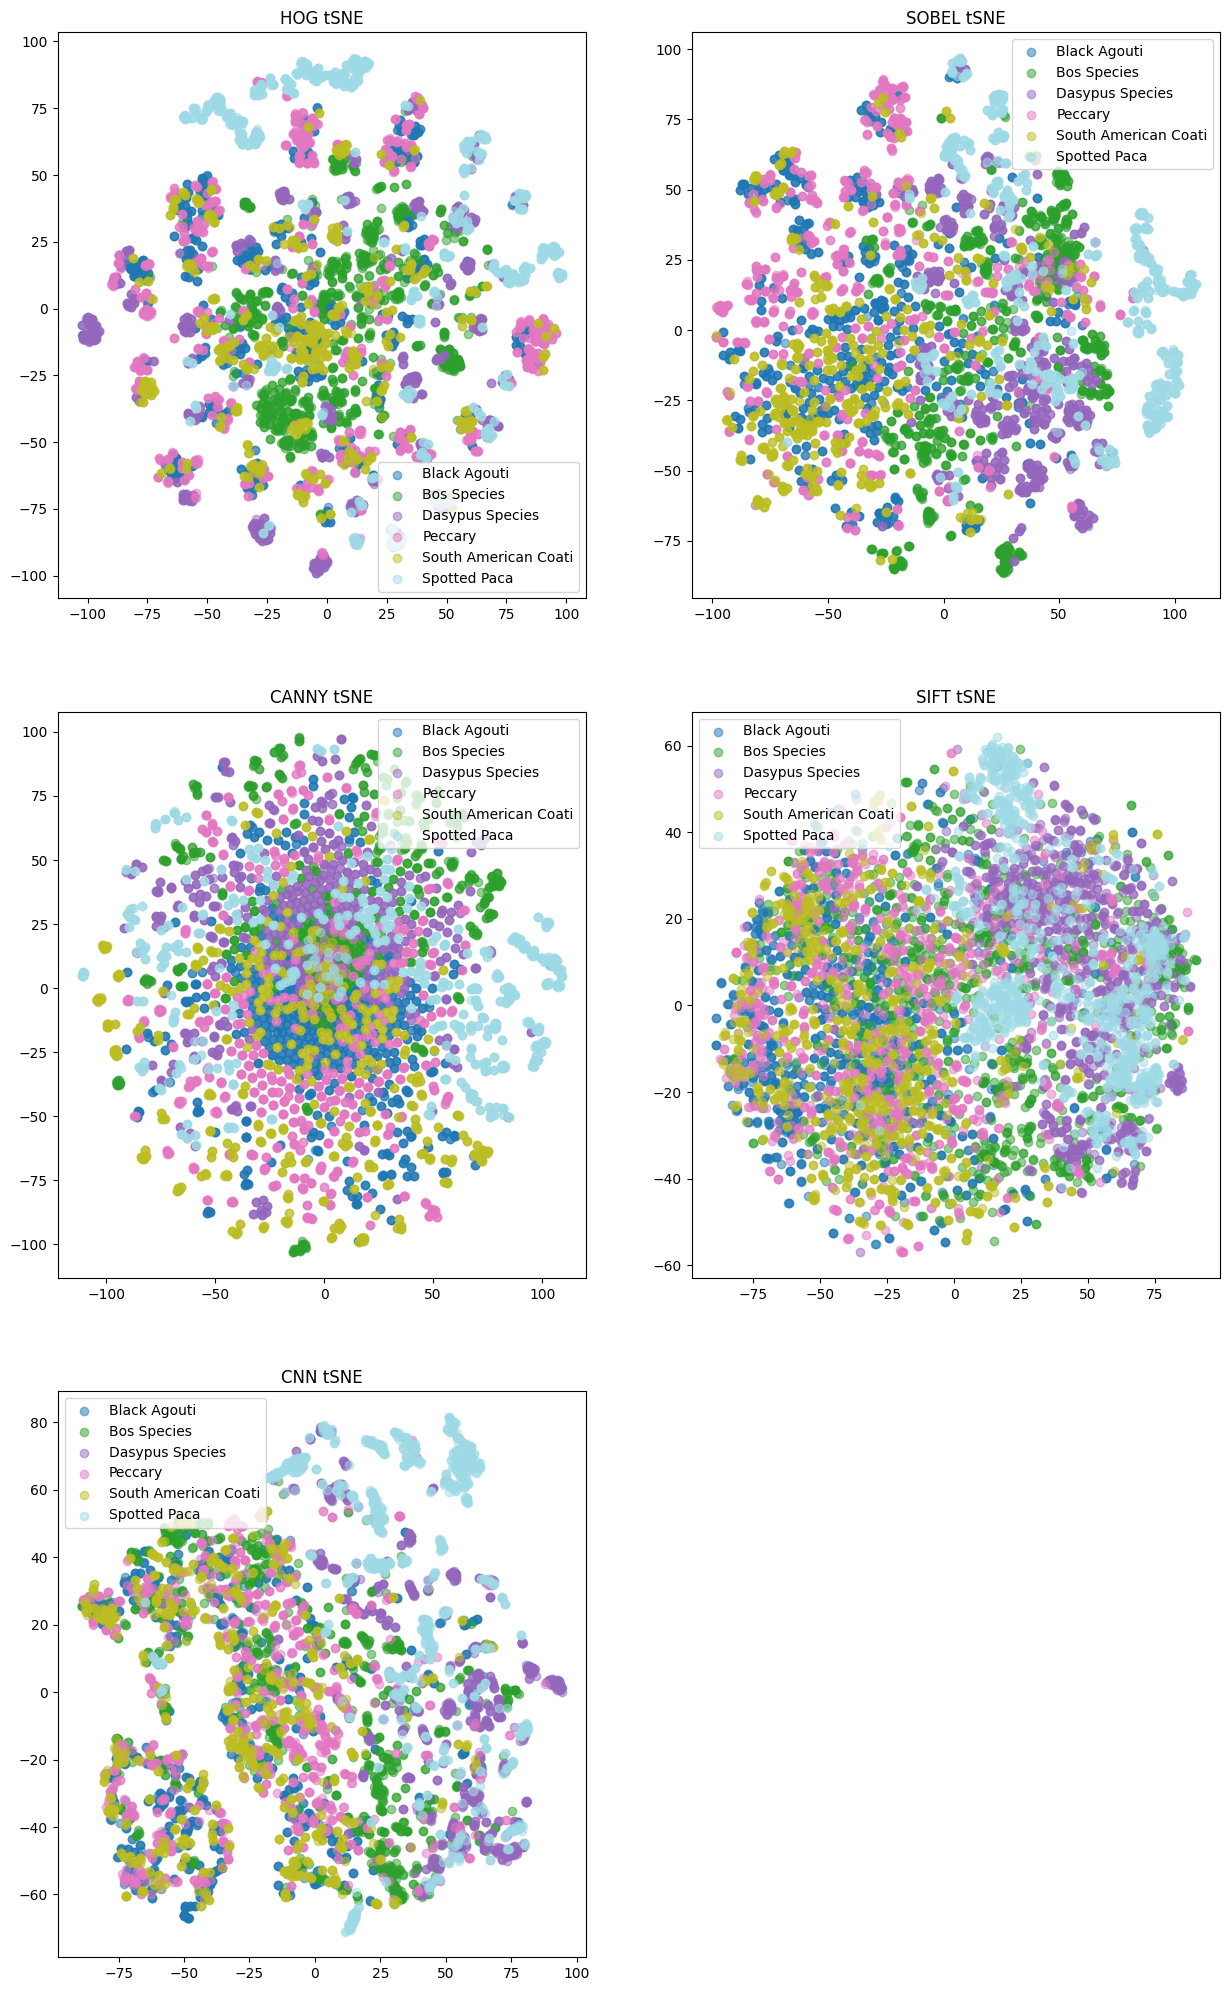 HOG tSNE
100
75
50
25
0
−25
−50
−75
−100
−100
−75
−50
−25
0
25
50
75
100
Black Agouti
Bos Species
Dasypus Species
Peccary
South American Coati
Spotted Paca
SOBEL tSNE
100
75
50
25
0
−25
−50
−75
−100
−50
0
50
100
Black Agouti
Bos Species
Dasypus Species
Peccary
South American Coati
Spotted Paca
CANNY tSNE
100
75
50
25
0
−25
−50
−75
−100
−100
−50
0
50
100
Black Agouti
Bos Species
Dasypus Species
Peccary
South American Coati
Spotted Paca
SIFT tSNE
60
40
20
0
−20
−40
−60
−75
−50
−25
0
25
50
75
Black Agouti
Bos Species
Dasypus Species
Peccary
South American Coati
Spotted Paca
CNN tSNE
80
60
40
20
0
−20
−40
−60
−75
−50
−25
0
25
50
75
100
Black Agouti
Bos Species
Dasypus Species
Peccary
South American Coati
Spotted Paca